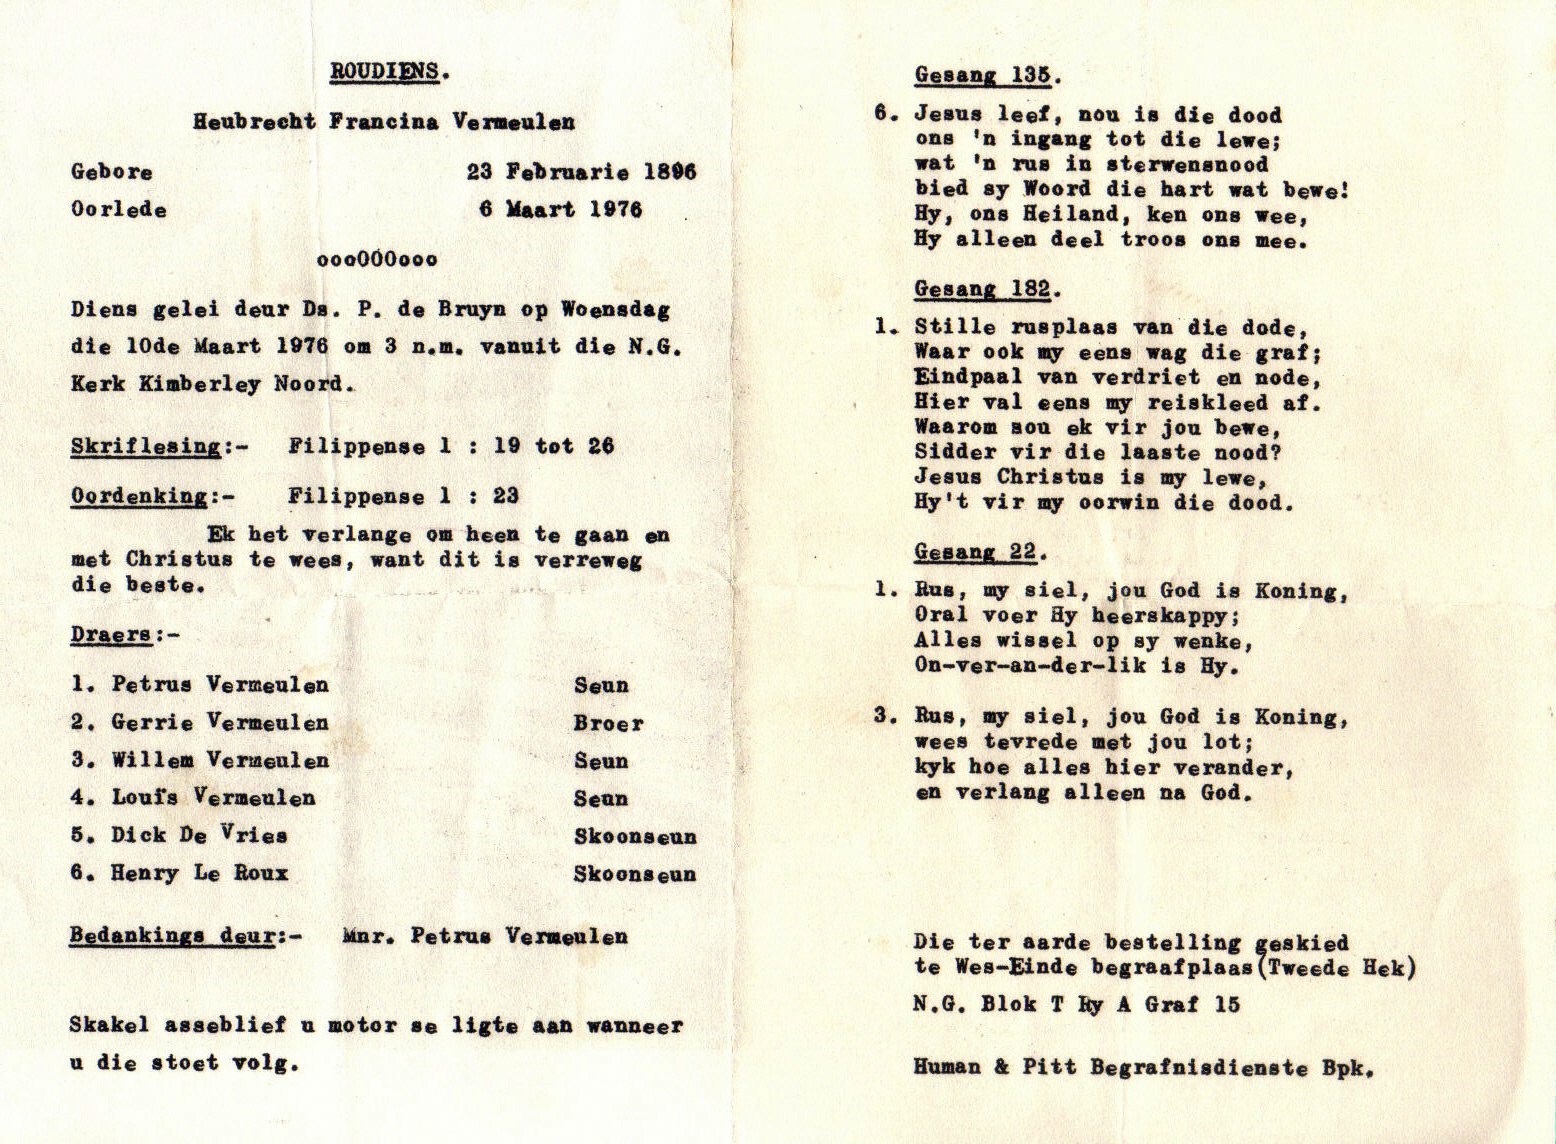 ROUDIENS.
Heubrecht Francina Vermeulen
Gebore 23 Februarie 1896
Oorlede 6 Maart 1976
oooOOOooo
Diens gelei deur Ds. P. de Bruyn op Woensdag
die 10de Maart 1976 om 3 n.m. vanuit die N.G.
Kerk Kimberley Noord.
Skriflesing:- Filippense 1 : 19 tot 26
Oordenking:- Filippense 1 : 23
Ek het verlange om heen te gaan en
met Christus te wees, want dit is verreweg
die beste.
Draers:-
1. Petrus Vermeulen Seun
2. Gerrie Vermeulen Broer
3. Willem Vermeulen Seun
4. Louis Vermeulen Seun
5. Dick De Vries Skoonseun
6. Henry Le Roux Skoonseun
Bedankings deur:- Mnr. Petrus Vermeulen
Skakel asseblief u motor se ligte aan wanneer
u die stoet volg.
Gesang 135.
6. Jesus leef, nou is die dood
ons 'n ingang tot die lewe;
wat 'n rus in sterwensnood
bied sy Woord die hart wat bewe!
Hy, ons Heiland, ken ons wee,
Hy alleen deel troos ons mee.
Gesang 182.
1. Stille rusplaas van die dode,
Waar ook my eens wag die graf;
Eindpaal van verdriet en node,
Hier val eens my reiskleed af.
Waarom sou ek vir jou bewe,
Sidder vir die laaste nood?
Jesus Christus is my lewe,
Hy't vir my oorwin die dood.
Gesang 22.
1. Rus, my siel, jou God is Koning,
Oral voer Hy heerskappy;
Alles wissel op sy wenke,
On-ver-an-der-lik is Hy.
3. Rus, my siel, jou God is Koning,
wees tevrede met jou lot;
kyk hoe alles hier verander,
en verlang alleen na God.
Die ter aarde bestelling geskied
te Wes-Einde begraafplaas(Tweede Hek)
N.G. Blok T Ry A Graf 15
Human & Pitt Begrafnisdienste Bpk.